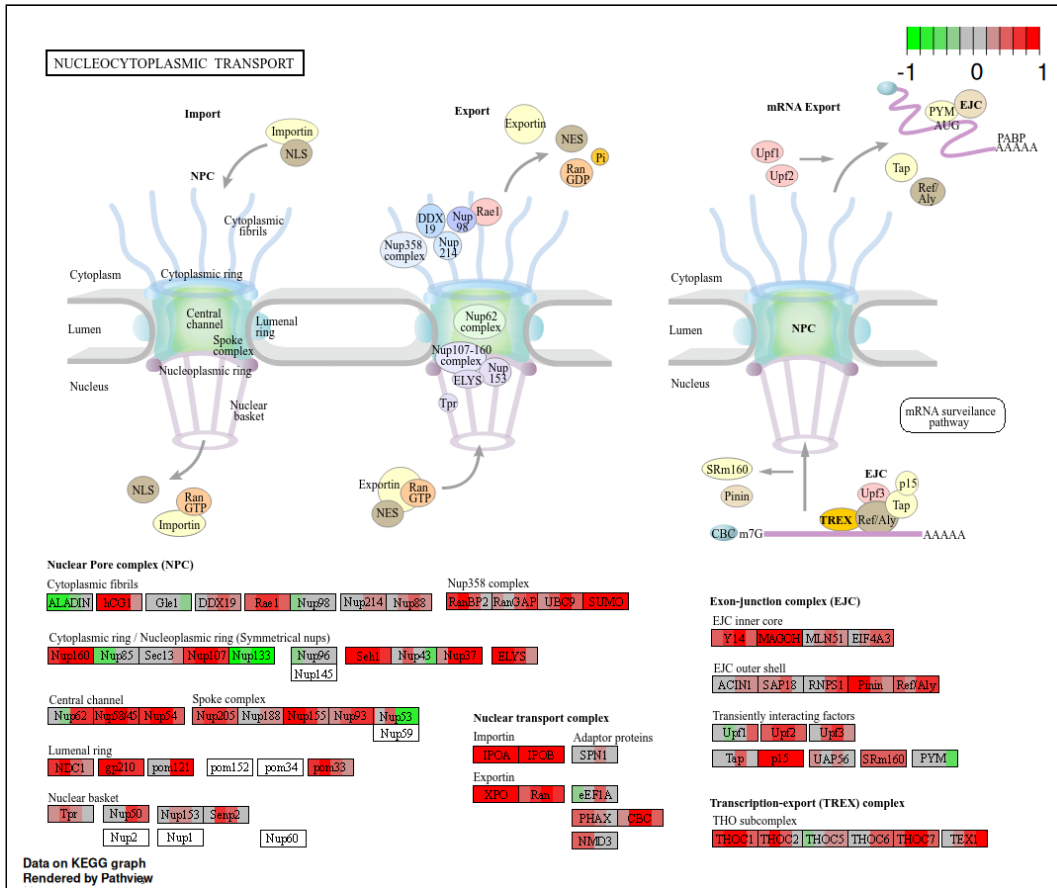 NUCLEOCYTOPLASMIC TRANSPORT
-1 0 1
Import
Importin
NLS
NPC
Cytoplasmic
fibrils
Cytoplasm
Cytoplasmic ring
Central
channel
Lumenal
ring
Lumen
Spoke
complex
Nucleoplasmic ring
Nucleus
Nuclear
basket
NLS
Ran
GTP
Importin
Export
Exportin
NES
Pi
Ran
GDP
DDX
19
Nup
98
Rae1
Nup358
complex
Nup
214
Nup62
complex
Nup107-160
complex
Nup
153
ELYS
Tpr
Exportin
Ran
GTP
NES
mRNA Export
PYM
EJC
AUG
PABP
AAAAA
Upf1
Upf2
Tap
Ref/
Aly
Cytoplasm
Lumen
NPC
Nucleus
mRNA surveilance
pathway
SRm160
Pinin
EJC
p15
Upf3
Tap
TREX
Ref/Aly
CBC m7G
AAAAA
Nuclear Pore complex (NPC)
Cytoplasmic fibrils
ALADIN hCG1 Gle1 DDX19 Rae1 Nup98 Nup214 Nup88
Nup358 complex
RanBP2 RanGAP UBC9 SUMO
Cytoplasmic ring / Nucleoplasmic ring (Symmetrical nups)
Nup160 Nup85 Sec13 Nup107 Nup133 Nup96 Seh1 Nup43 Nup37 ELYS
Nup145
Central channel
Nup62 Nup58/45 Nup54
Spoke complex
Nup205 Nup188 Nup155 Nup93 Nup53
Nup59
Lumenal ring
NDC1 gp210 pom121 pom152 pom34 pom33
Nuclear basket
Tpr Nup50 Nup153 Senp2
Nup2 Nup1 Nup60
Nuclear transport complex
Importin
IPOA IPOB
Adaptor proteins
SPN1
Exportin
XPO Ran
eEF1A
PHAX CBC
NMD3
Exon-junction complex (EJC)
EJC inner core
Y14 MAGOH MLN51 EIF4A3
EJC outer shell
ACIN1 SAP18 RNPS1 Pinin Ref/Aly
Transiently interacting factors
Upf1 Upf2 Upf3
Tap p15 UAP56 SRm160 PYM
Transcription-export (TREX) complex
THO subcomplex
THOC1 THOC2 THOC5 THOC6 THOC7 TEX1
Data on KEGG graph
Rendered by Pathview